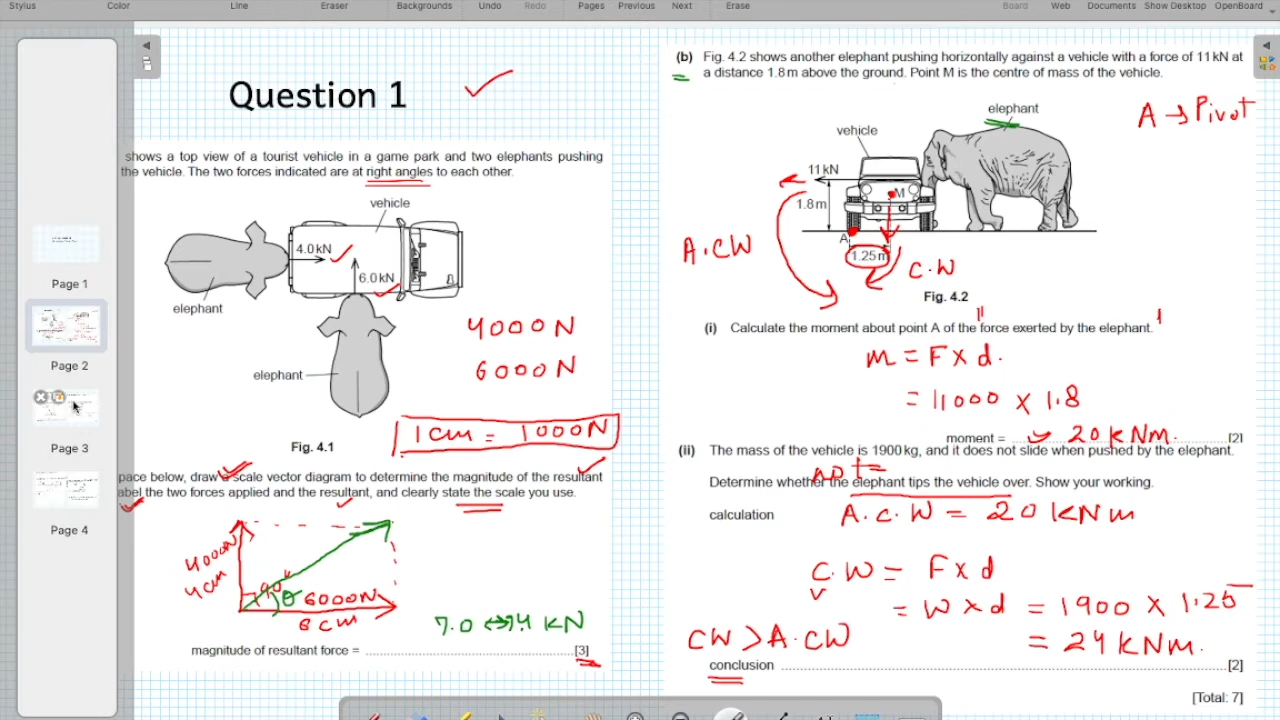 Stylus Color Line Eraser Backgrounds Undo Redo Pages Previous Next Erase Board Web Documents Show Desktop OpenBoard
Page 1
Page 2
Page 3
Page 4
Question 1
shows a top view of a tourist vehicle in a game park and two elephants pushing
the vehicle. The two forces indicated are at right angles to each other.
vehicle
4.0 kN
6.0 kN
elephant
elephant
4000N
6000N
1cm = 1000N
Fig. 4.1
pace below, draw a scale vector diagram to determine the magnitude of the resultant
abel the two forces applied and the resultant, and clearly state the scale you use.
4000N
4cm
90°
θ
6000N
6cm
7.0 ↔ 7.4 KN
magnitude of resultant force = [3]
(b) Fig. 4.2 shows another elephant pushing horizontally against a vehicle with a force of 11 kN at
a distance 1.8 m above the ground. Point M is the centre of mass of the vehicle.
elephant
A → Pivot
vehicle
11 kN
M
1.8 m
A
1.25 m
A.CW
C.W
Fig. 4.2
(i) Calculate the moment about point A of the force exerted by the elephant.
M = F x d.
= 11000 x 1.8
moment = 20 kNm. [2]
(ii) The mass of the vehicle is 1900 kg, and it does not slide when pushed by the elephant.
not
Determine whether the elephant tips the vehicle over. Show your working.
calculation A.C.W = 20 KNm
C.W = F x d
= W x d = 1900 x 1.25
CW > A.CW = 24 KNm.
conclusion [2]
[Total: 7]